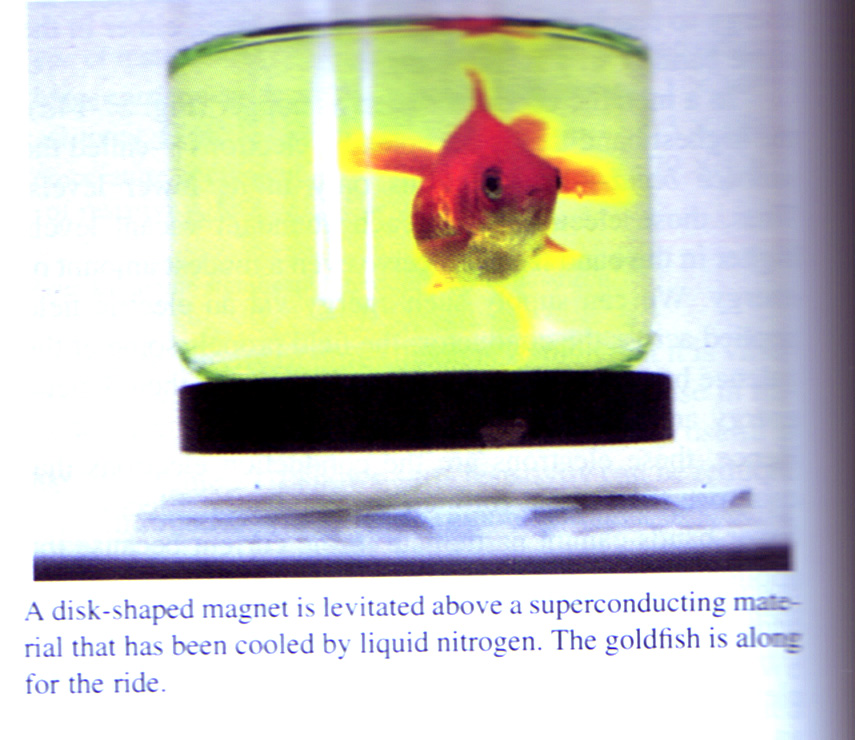 A disk-shaped magnet is levitated above a superconducting mate-
rial that has been cooled by liquid nitrogen. The goldfish is along
for the ride.